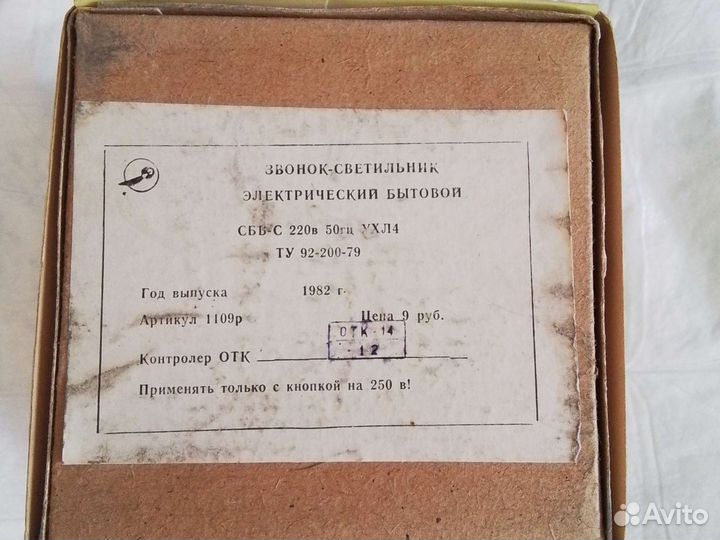 ЗВОНОК-СВЕТИЛЬНИК
ЭЛЕКТРИЧЕСКИЙ БЫТОВОЙ
СБВ-С 220в 50гц УХЛ4
ТУ 92-200-79
Год выпуска 1982 г.
Артикул 1109р Цена 9 руб.
ОТК 14
12
Контролер ОТК
Применять только с кнопкой на 250 в!
Avito